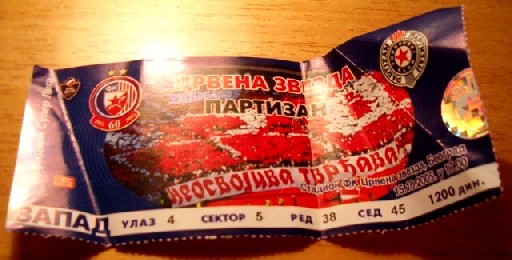 ЦРВЕНА ЗВЕЗДА
ПАРТИЗАН
60
НЕОСВОЈИВА ТВРЂАВА
Стадион ФК Црвена звезда, Београд
ЗАПАД УЛАЗ 4 СЕКТОР 5 РЕД 38 СЕД 45 1200 ДИН.